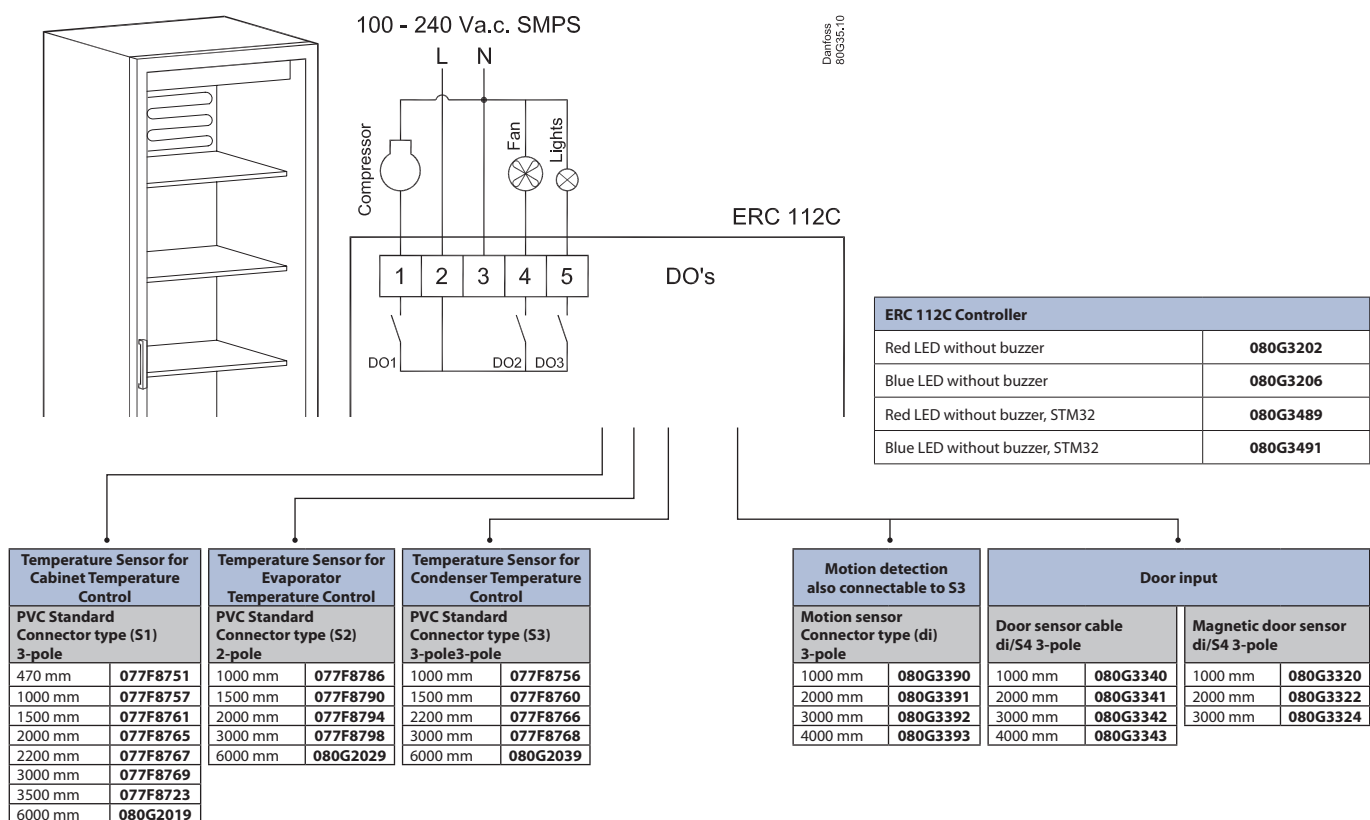 100 - 240 Va.c. SMPS
L N
Danfoss
80G35.10
Compressor
Fan
Lights
ERC 112C
1 2 3 4 5
DO's
DO1 DO2 DO3
ERC 112C Controller
Red LED without buzzer 080G3202
Blue LED without buzzer 080G3206
Red LED without buzzer, STM32 080G3489
Blue LED without buzzer, STM32 080G3491
Temperature Sensor for
Cabinet Temperature
Control
PVC Standard
Connector type (S1)
3-pole
470 mm 077F8751
1000 mm 077F8757
1500 mm 077F8761
2000 mm 077F8765
2200 mm 077F8767
3000 mm 077F8769
3500 mm 077F8723
6000 mm 080G2019
Temperature Sensor for
Evaporator
Temperature Control
PVC Standard
Connector type (S2)
2-pole
1000 mm 077F8786
1500 mm 077F8790
2000 mm 077F8794
3000 mm 077F8798
6000 mm 080G2029
Temperature Sensor for
Condenser Temperature
Control
PVC Standard
Connector type (S3)
3-pole3-pole
1000 mm 077F8756
1500 mm 077F8760
2200 mm 077F8766
3000 mm 077F8768
6000 mm 080G2039
Motion detection
also connectable to S3
Motion sensor
Connector type (di)
3-pole
1000 mm 080G3390
2000 mm 080G3391
3000 mm 080G3392
4000 mm 080G3393
Door input
Door sensor cable
di/S4 3-pole
1000 mm 080G3340
2000 mm 080G3341
3000 mm 080G3342
4000 mm 080G3343
Magnetic door sensor
di/S4 3-pole
1000 mm 080G3320
2000 mm 080G3322
3000 mm 080G3324